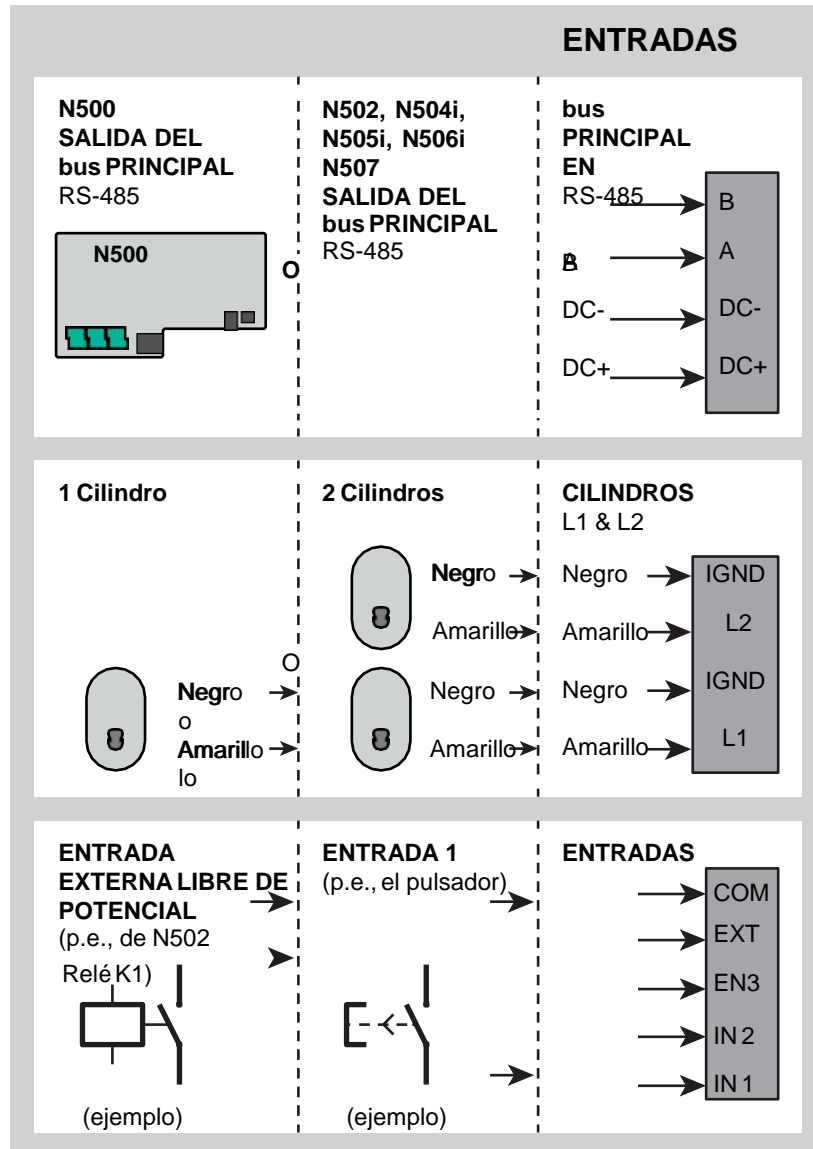 ENTRADAS
N500
SALIDA DEL
bus PRINCIPAL
RS-485
N500
O
N502, N504i,
N505i, N506i
N507
SALIDA DEL
bus PRINCIPAL
RS-485
bus
PRINCIPAL
EN
RS-485
B
A
DC-
DC-
DC+
DC+
1 Cilindro
Negro
o
Amarillo
lo
O
2 Cilindros
Negro
Amarillo
Negro
Amarillo
CILINDROS
L1 & L2
Negro
IGND
Amarillo
L2
Negro
IGND
Amarillo
L1
ENTRADA
EXTERNA LIBRE DE
POTENCIAL
(p.e., de N502
Relé K1)
(ejemplo)
ENTRADA 1
(p.e., el pulsador)
(ejemplo)
ENTRADAS
COM
EXT
EN3
IN 2
IN 1